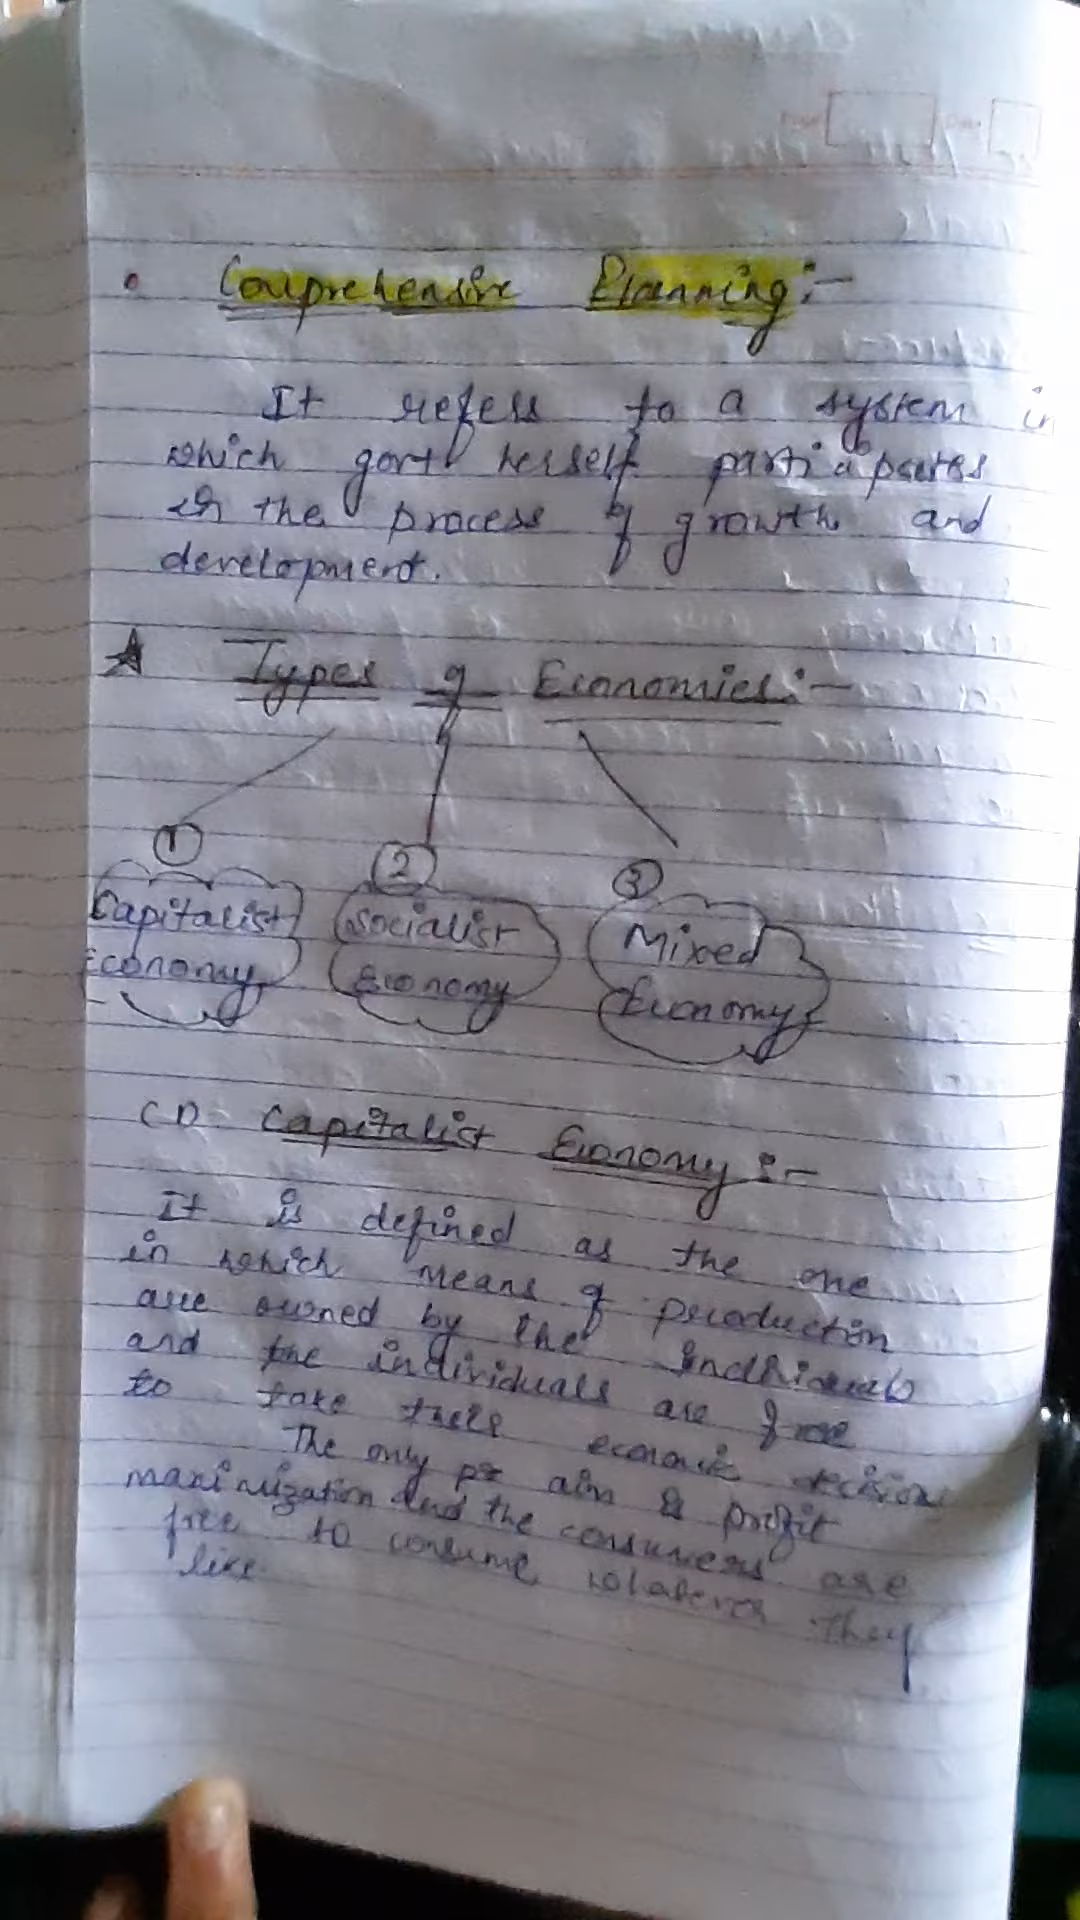 Comprehensive Planning:-
It refers to a system in
which govt herself participates
in the process of growth and
development.
Types of Economies:-
1 2 3
Capitalist Economy
Socialist Economy
Mixed Economy
(1) Capitalist Economy:-
It is defined as the one
in which means of production
are owned by the individuals
and the individuals are free
to take there economic decision
The only aim is profit
maximization and the consumers are
free to consume whatever they
like